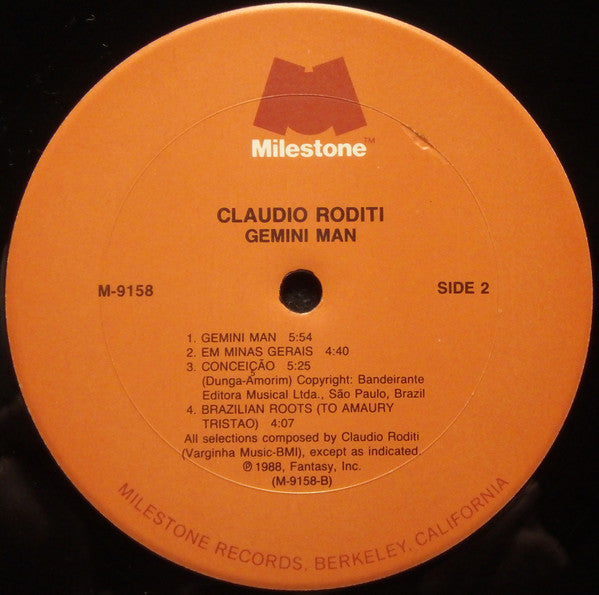 Milestone™
CLAUDIO RODITI
GEMINI MAN
M-9158
SIDE 2
1. GEMINI MAN 5:54
2. EM MINAS GERAIS 4:40
3. CONCEIÇÃO 5:25
(Dunga-Amorim) Copyright: Bandeirante
Editora Musical Ltda., São Paulo, Brazil
4. BRAZILIAN ROOTS (TO AMAURY
TRISTAO) 4:07
All selections composed by Claudio Roditi
(Varginha Music-BMI), except as indicated.
℗ 1988, Fantasy, Inc.
(M-9158-B)
MILESTONE RECORDS, BERKELEY, CALIFORNIA